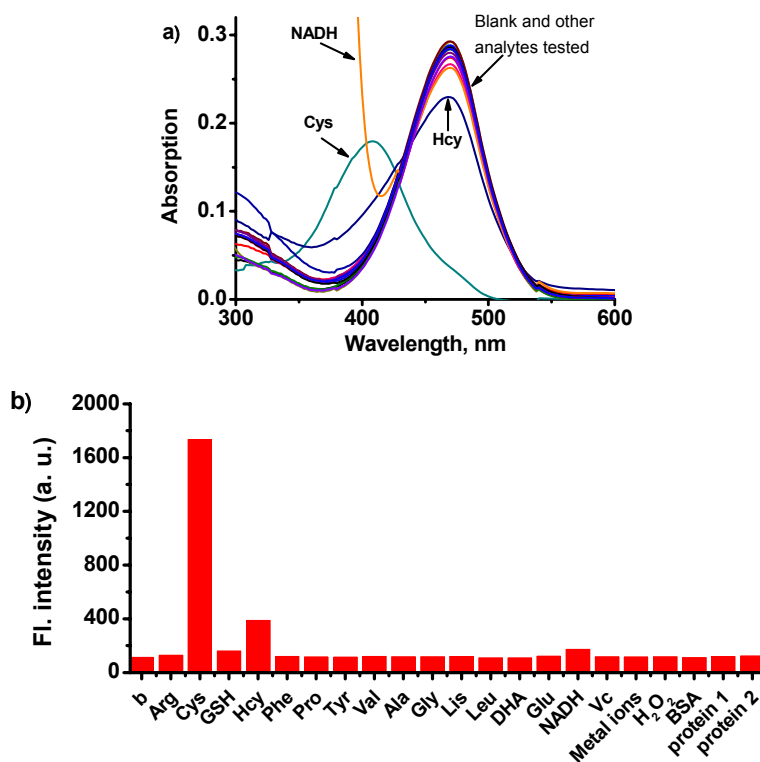 a)
0.3
0.2
0.1
0.0
Absorption
NADH
Cys
Hcy
Blank and other
analytes tested
300
400
500
600
Wavelength, nm
b)
2000
1600
1200
800
400
0
Fl. intensity (a. u.)
b
Arg
Cys
GSH
Hcy
Phe
Pro
Tyr
Val
Ala
Gly
Lis
Leu
DHA
Glu
NADH
Vc
Metal ions
H₂O₂
BSA
protein 1
protein 2